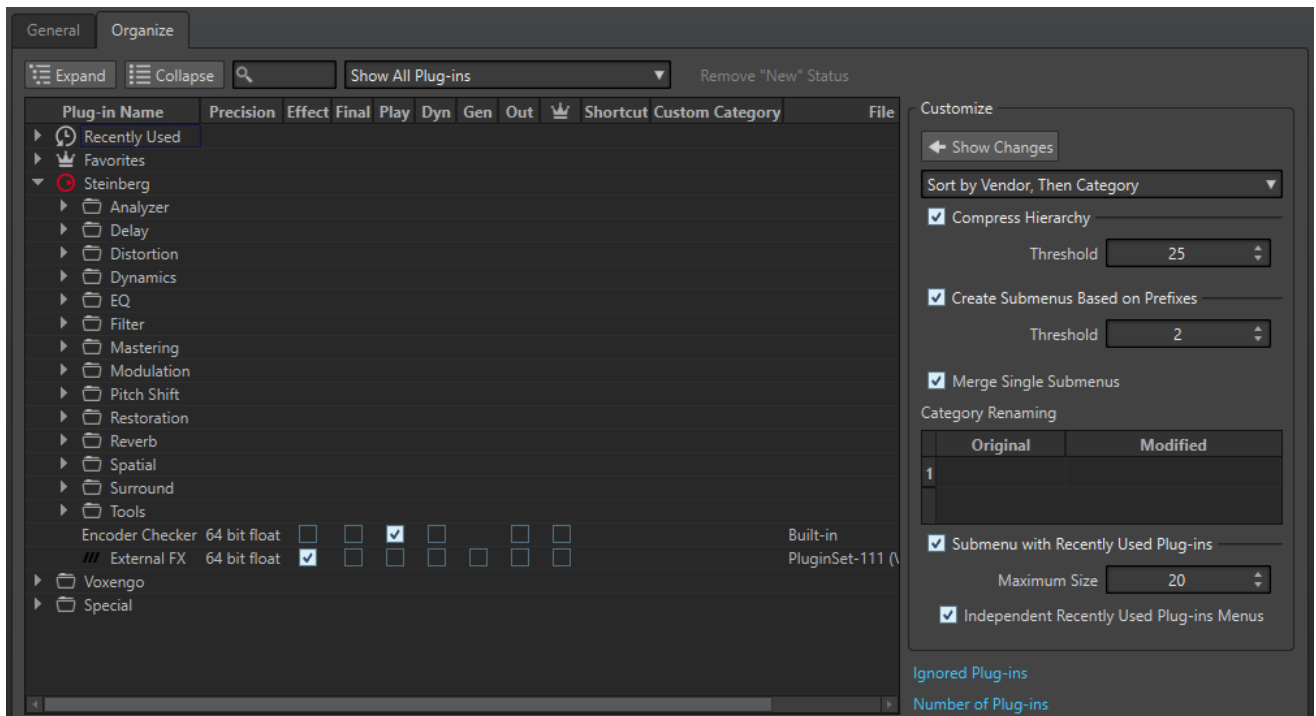 General Organize
Expand Collapse Show All Plug-ins Remove "New" Status
Plug-in Name Precision Effect Final Play Dyn Gen Out Shortcut Custom Category File
Recently Used
Favorites
Steinberg
Analyzer
Delay
Distortion
Dynamics
EQ
Filter
Mastering
Modulation
Pitch Shift
Restoration
Reverb
Spatial
Surround
Tools
Encoder Checker 64 bit float Built-in
External FX 64 bit float PluginSet-111 (
Voxengo
Special
Customize
Show Changes
Sort by Vendor, Then Category
Compress Hierarchy
Threshold 25
Create Submenus Based on Prefixes
Threshold 2
Merge Single Submenus
Category Renaming
Original Modified
1
Submenu with Recently Used Plug-ins
Maximum Size 20
Independent Recently Used Plug-ins Menus
Ignored Plug-ins
Number of Plug-ins